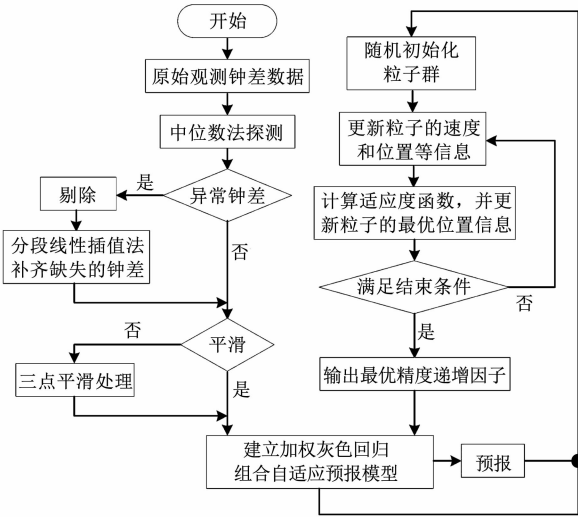 开始
原始观测钟差数据
中位数法探测
异常钟差
是
剔除
分段线性插值法
补齐缺失的钟差
否
平滑
否
三点平滑处理
是
建立加权灰色回归
组合自适应预报模型
预报
随机初始化
粒子群
更新粒子的速度
和位置等信息
计算适应度函数，并更
新粒子的最优位置信息
满足结束条件
否
是
输出最优精度递增因子